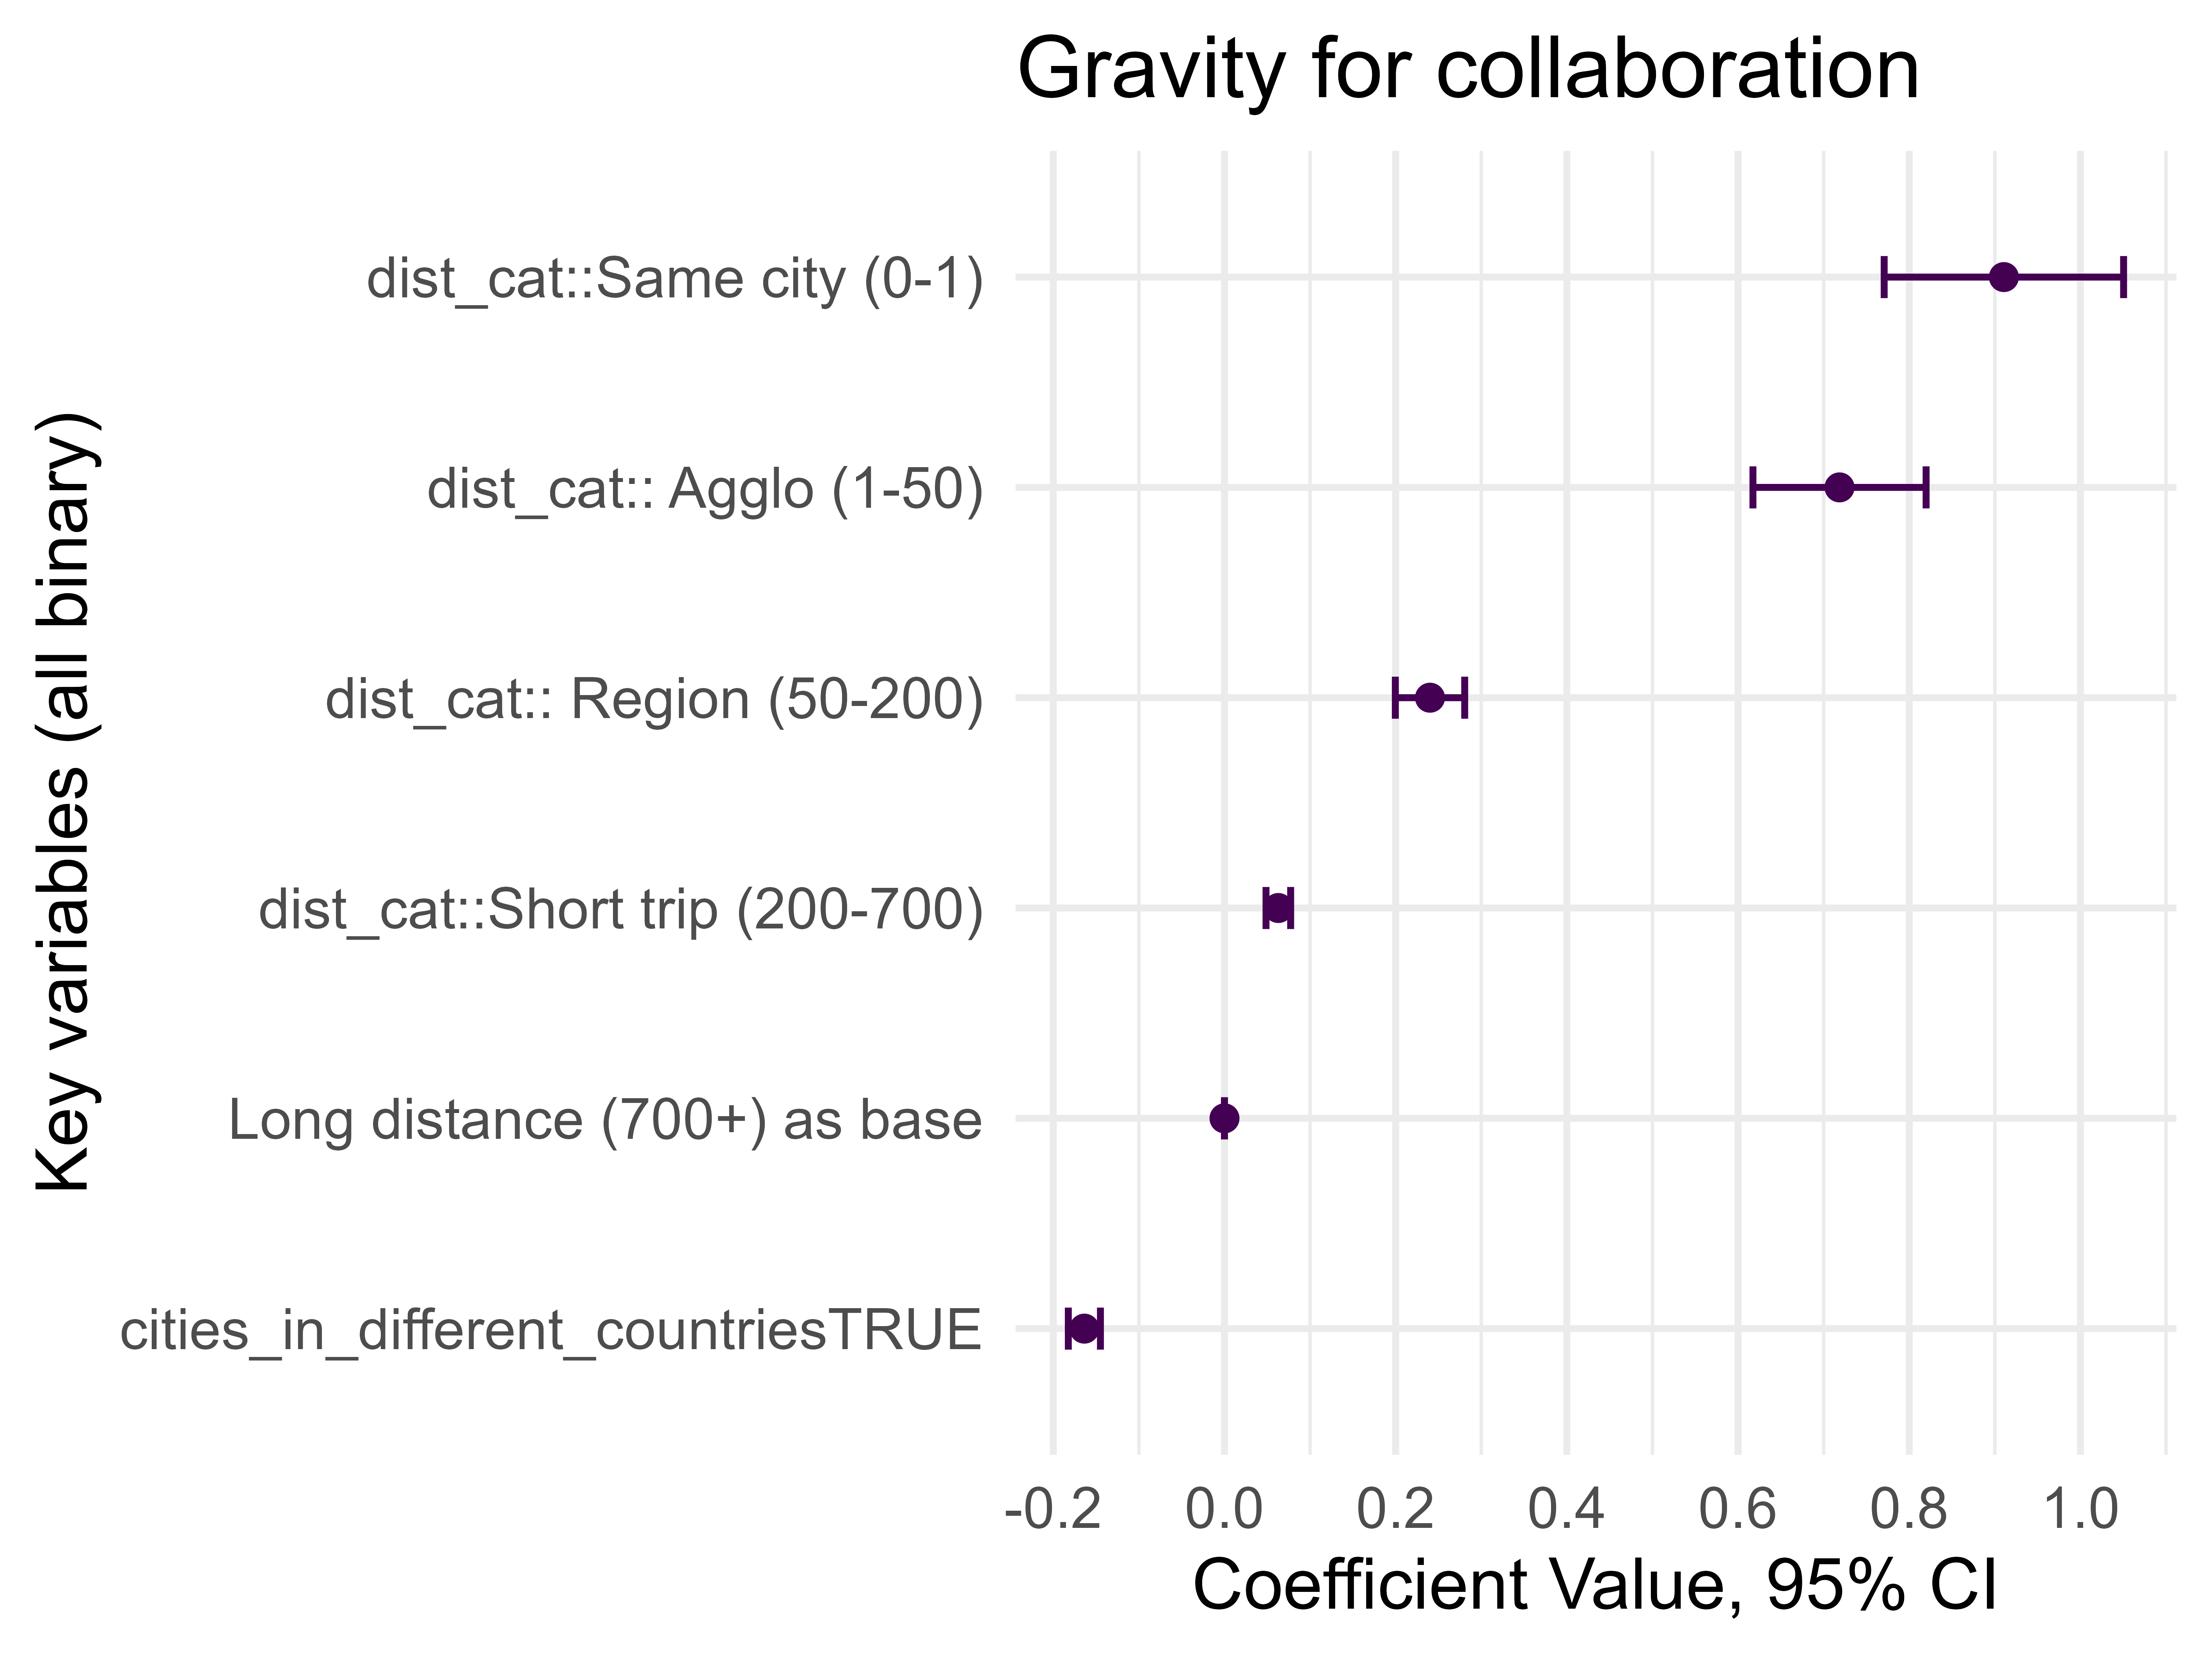 Gravity for collaboration
Key variables (all binary)
dist_cat::Same city (0-1)
dist_cat:: Agglo (1-50)
dist_cat:: Region (50-200)
dist_cat::Short trip (200-700)
Long distance (700+) as base
cities_in_different_countriesTRUE
-0.2 0.0 0.2 0.4 0.6 0.8 1.0
Coefficient Value, 95% CI